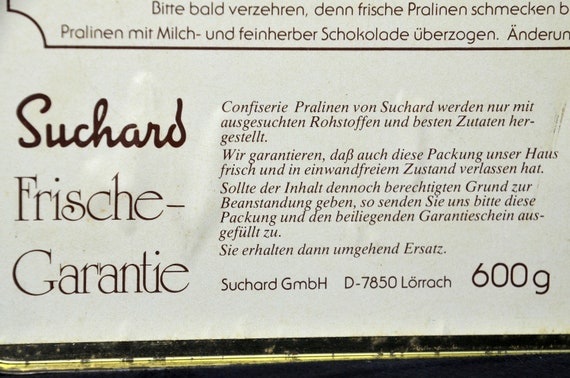 Bitte bald verzehren, denn frische Pralinen schmecken
Pralinen mit Milch- und feinherber Schokolade überzogen.
Suchard
Frische-
Garantie
Confiserie Pralinen von Suchard werden nur mit
ausgesuchten Rohstoffen und besten Zutaten her-
gestellt.
Wir garantieren, daß auch diese Packung unser Haus
frisch und in einwandfreiem Zustand verlassen hat.
Sollte der Inhalt dennoch berechtigten Grund zur
Beanstandung geben, so senden Sie uns bitte diese
Packung und den beiliegenden Garantieschein aus-
gefüllt zu.
Sie erhalten dann umgehend Ersatz.
Suchard GmbH D-7850 Lörrach 600g